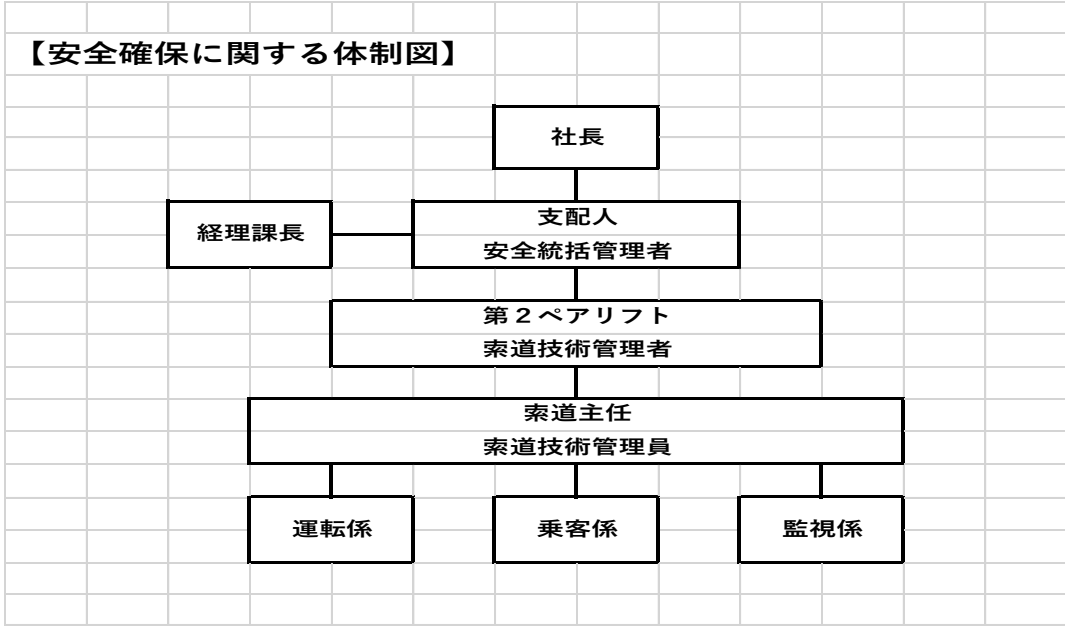 【安全確保に関する体制図】
社長
支配人
安全統括管理者
経理課長
第２ペアリフト
索道技術管理者
索道主任
索道技術管理員
運転係
乗客係
監視係